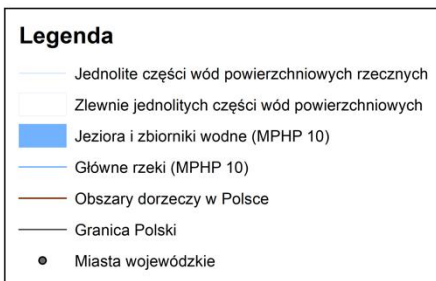 Legenda
Jednolite części wód powierzchniowych rzecznych
Zlewnie jednolitych części wód powierzchniowych
Jeziora i zbiorniki wodne (MPHP 10)
Główne rzeki (MPHP 10)
Obszary dorzeczy w Polsce
Granica Polski
Miasta wojewódzkie